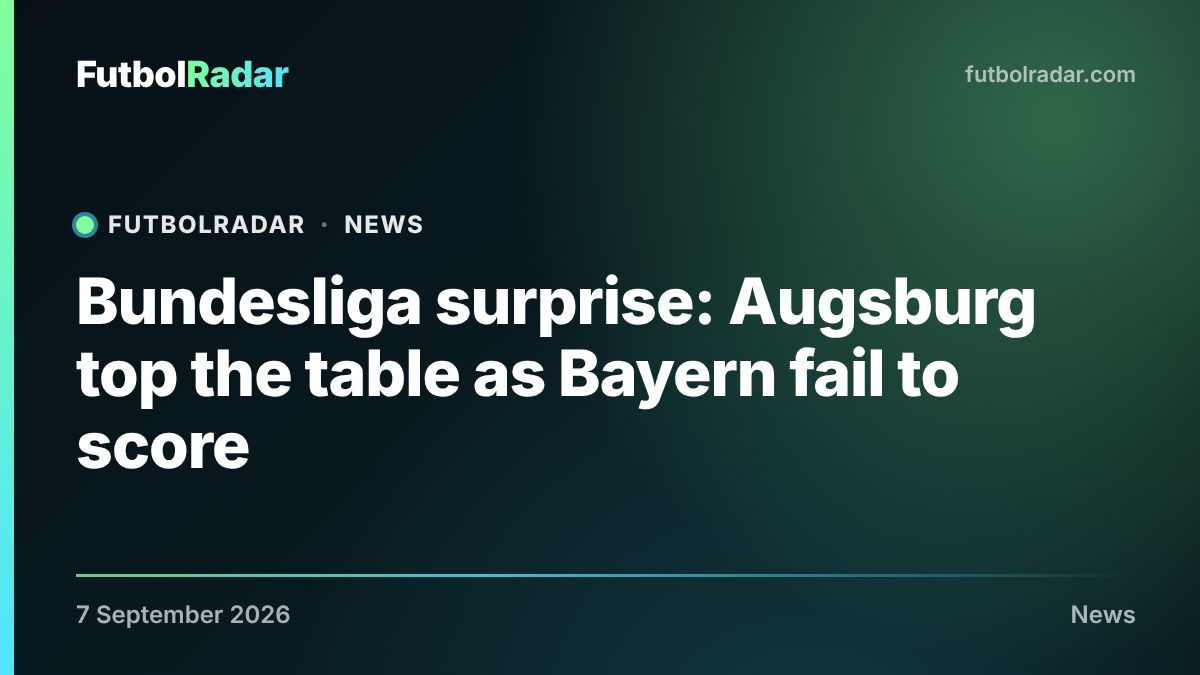 FutbolRadar
futbolradar.com
FUTBOLRADAR · NEWS
Bundesliga surprise: Augsburg
top the table as Bayern fail to
score
7 September 2026
News